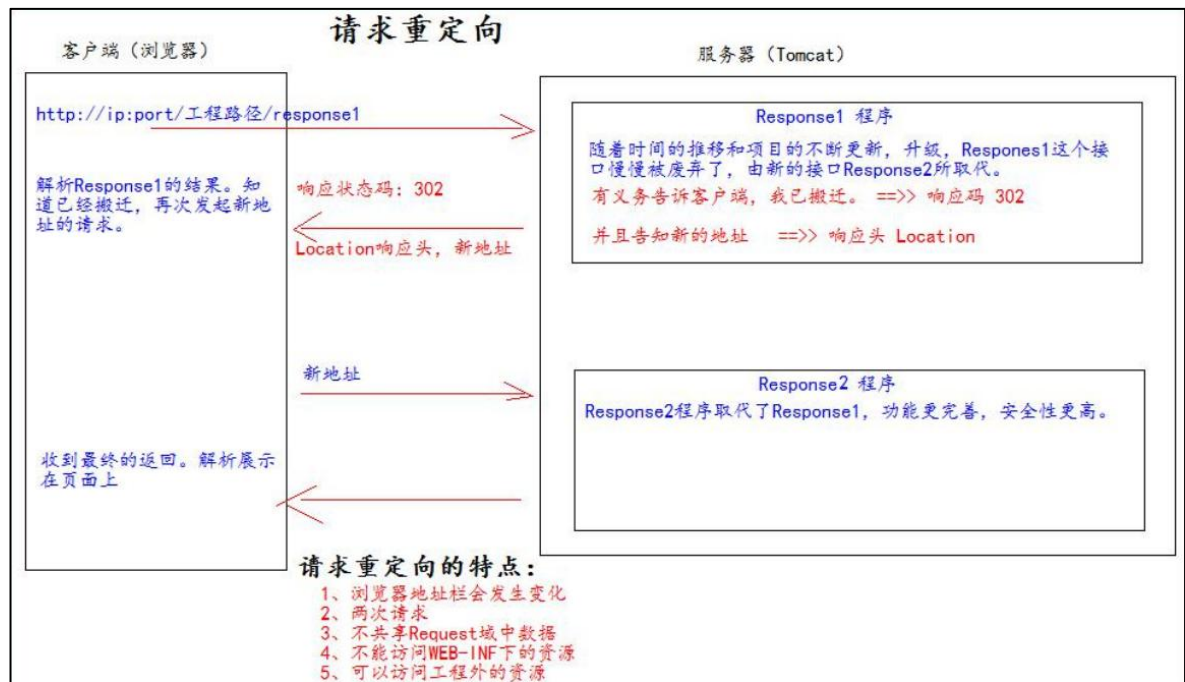 请求重定向
客户端（浏览器）
服务器（Tomcat）
http://ip:port/工程路径/response1
Response1 程序
随着时间的推移和项目的不断更新，升级，Respones1这个接
口慢慢被废弃了，由新的接口Response2所取代。
有义务告诉客户端，我已搬迁。 ==>> 响应码 302
并且告知新的地址 ==>> 响应头 Location
解析Response1的结果。知
道已经搬迁，再次发起新地
址的请求。
响应状态码：302
Location响应头，新地址
新地址
Response2 程序
Response2程序取代了Response1，功能更完善，安全性更高。
收到最终的返回。解析展示
在页面上
请求重定向的特点：
1、浏览器地址栏会发生变化
2、两次请求
3、不共享Request域中数据
4、不能访问WEB-INF下的资源
5、可以访问工程外的资源